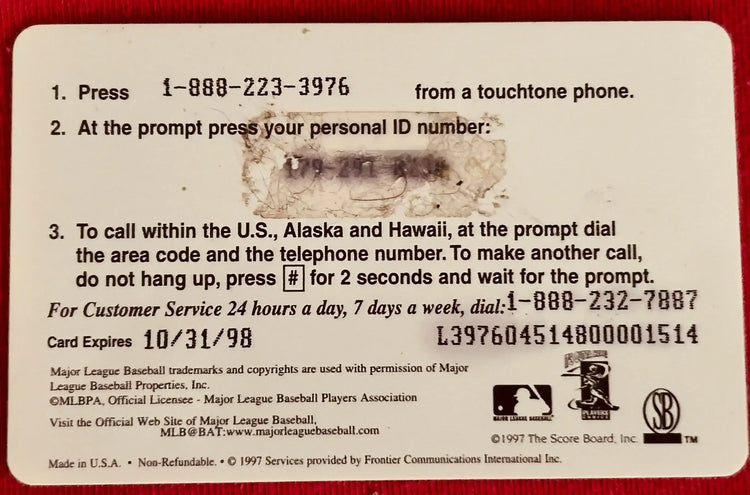 1. Press 1-888-223-3976 from a touchtone phone.
2. At the prompt press your personal ID number:
3. To call within the U.S., Alaska and Hawaii, at the prompt dial
the area code and the telephone number. To make another call,
do not hang up, press # for 2 seconds and wait for the prompt.
For Customer Service 24 hours a day, 7 days a week, dial:1-888-232-7887
Card Expires 10/31/98 L397604514800001514
Major League Baseball trademarks and copyrights are used with permission of Major
League Baseball Properties, Inc.
©MLBPA, Official Licensee - Major League Baseball Players Association
Visit the Official Web Site of Major League Baseball,
MLB@BAT:www.majorleaguebaseball.com
MAJOR LEAGUE BASEBALL
PLAYERS
SB
TM
©1997 The Score Board, Inc.
Made in U.S.A. • Non-Refundable. • © 1997 Services provided by Frontier Communications International Inc.